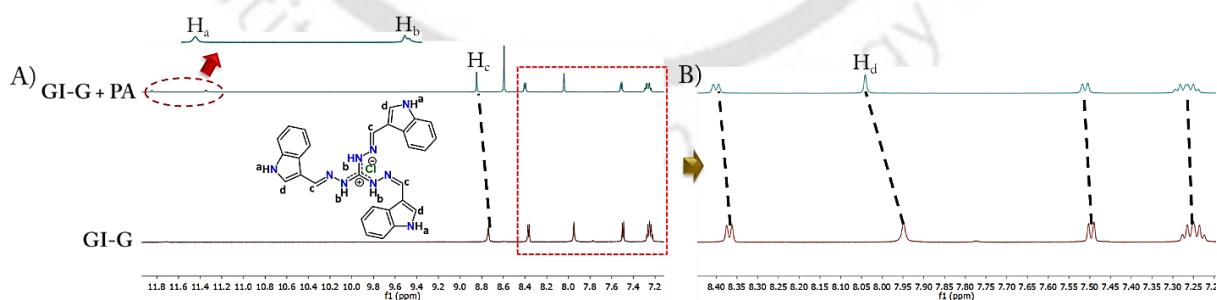 Ha
Hb
Hc
A)
GI-G + PA
B)
Hd
NH a
d
c
N
HN
b
Cl
⊖
⊕
N
N
H
b
N
H
b
N
c
d
aHN
d
c
NHa
GI-G
11.8 11.6 11.4 11.2 11.0 10.8 10.6 10.4 10.2 10.0 9.8 9.6 9.4 9.2 9.0 8.8 8.6 8.4 8.2 8.0 7.8 7.6 7.4 7.2
f1 (ppm)
8.40 8.35 8.30 8.25 8.20 8.15 8.10 8.05 8.00 7.95 7.90 7.85 7.80 7.75 7.70 7.65 7.60 7.55 7.50 7.45 7.40 7.35 7.30 7.25
f1 (ppm)